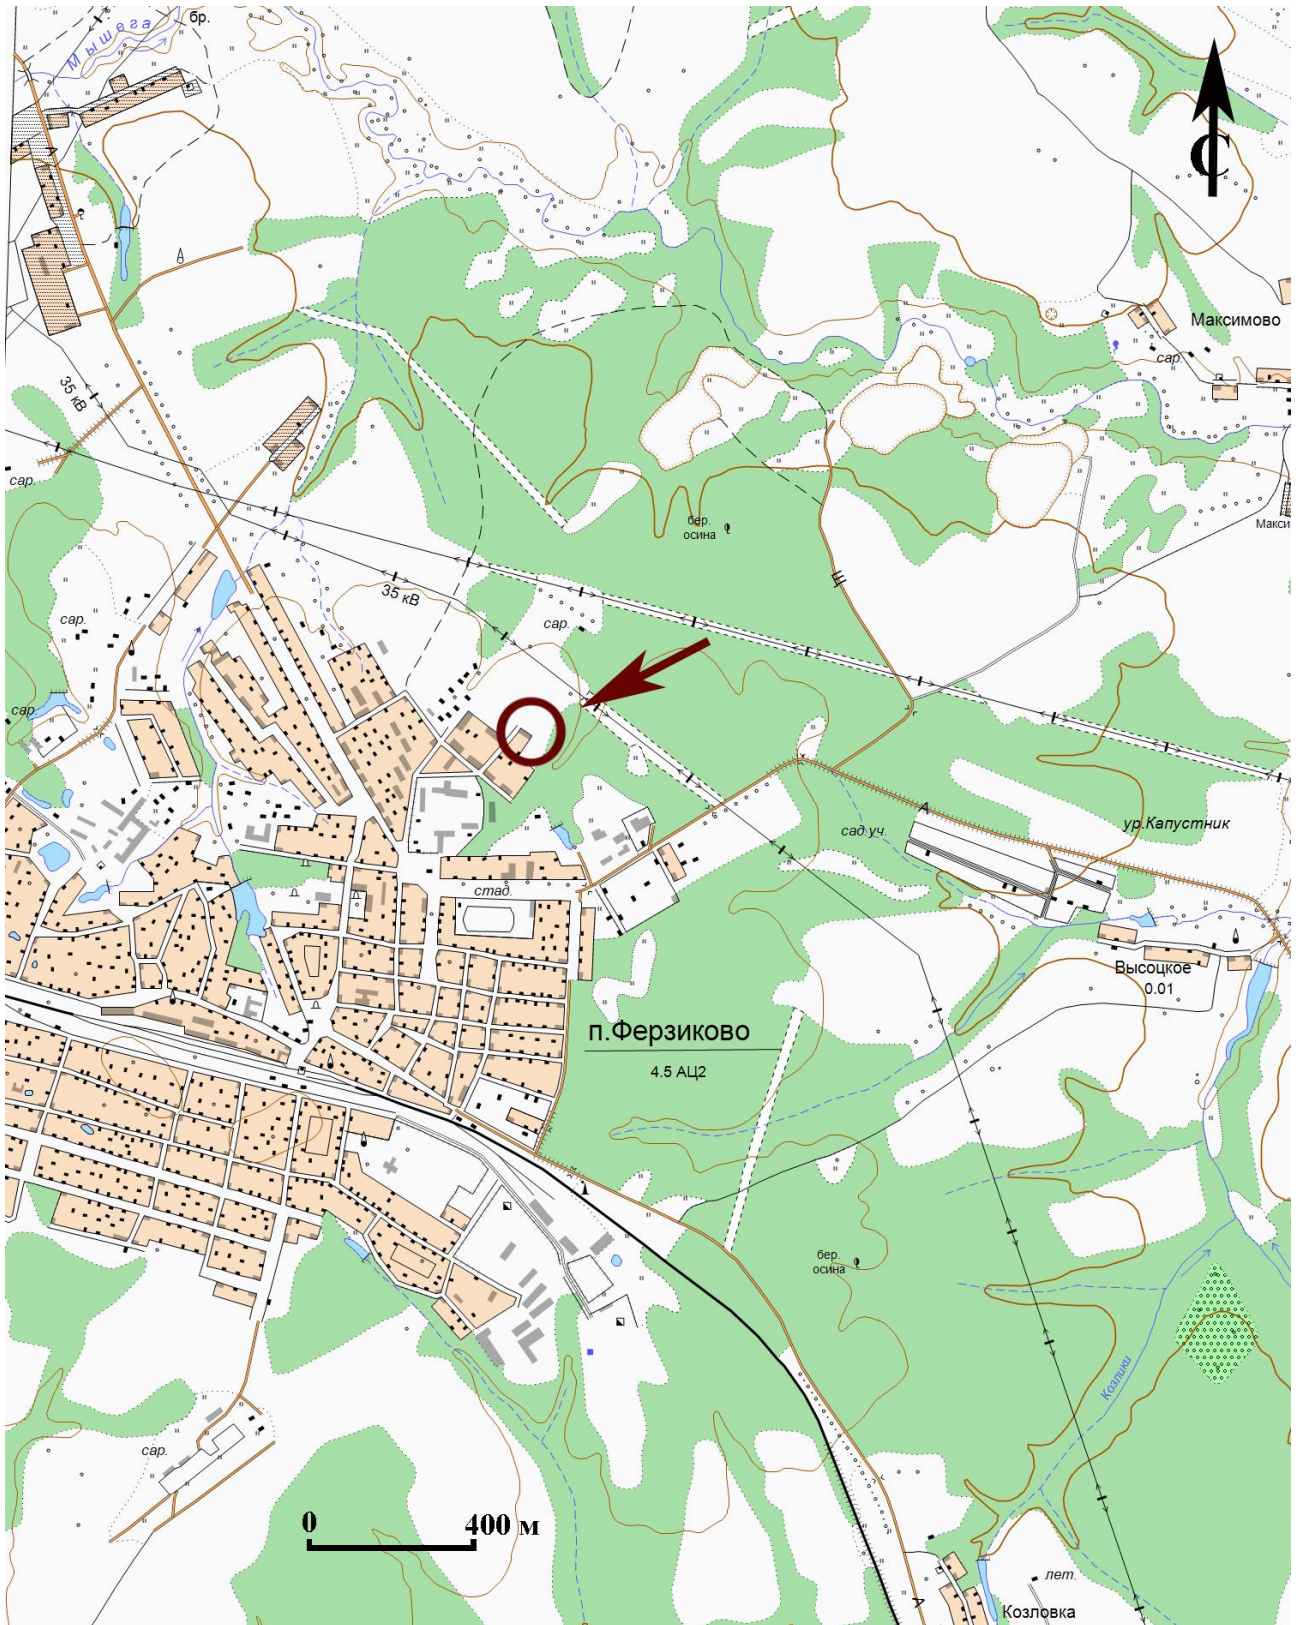 бр.
Мышега
С
Максимово
сар.
35 кВ
сар.
Макси
бер.
осина
35 кВ
сар.
сар.
сар.
ур.Капустник
сад.уч.
стад.
Высоцкое
0.01
п.Ферзиково
4.5 АЦ2
бер.
осина
Козлики
сар.
0 400 м
лет.
Козловка